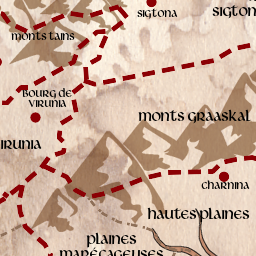 sigtona
sigton
monts tains
Bourg de
virunia
monts graaskal
irunia
charnina
hautes plaines
plaines
marécageuses